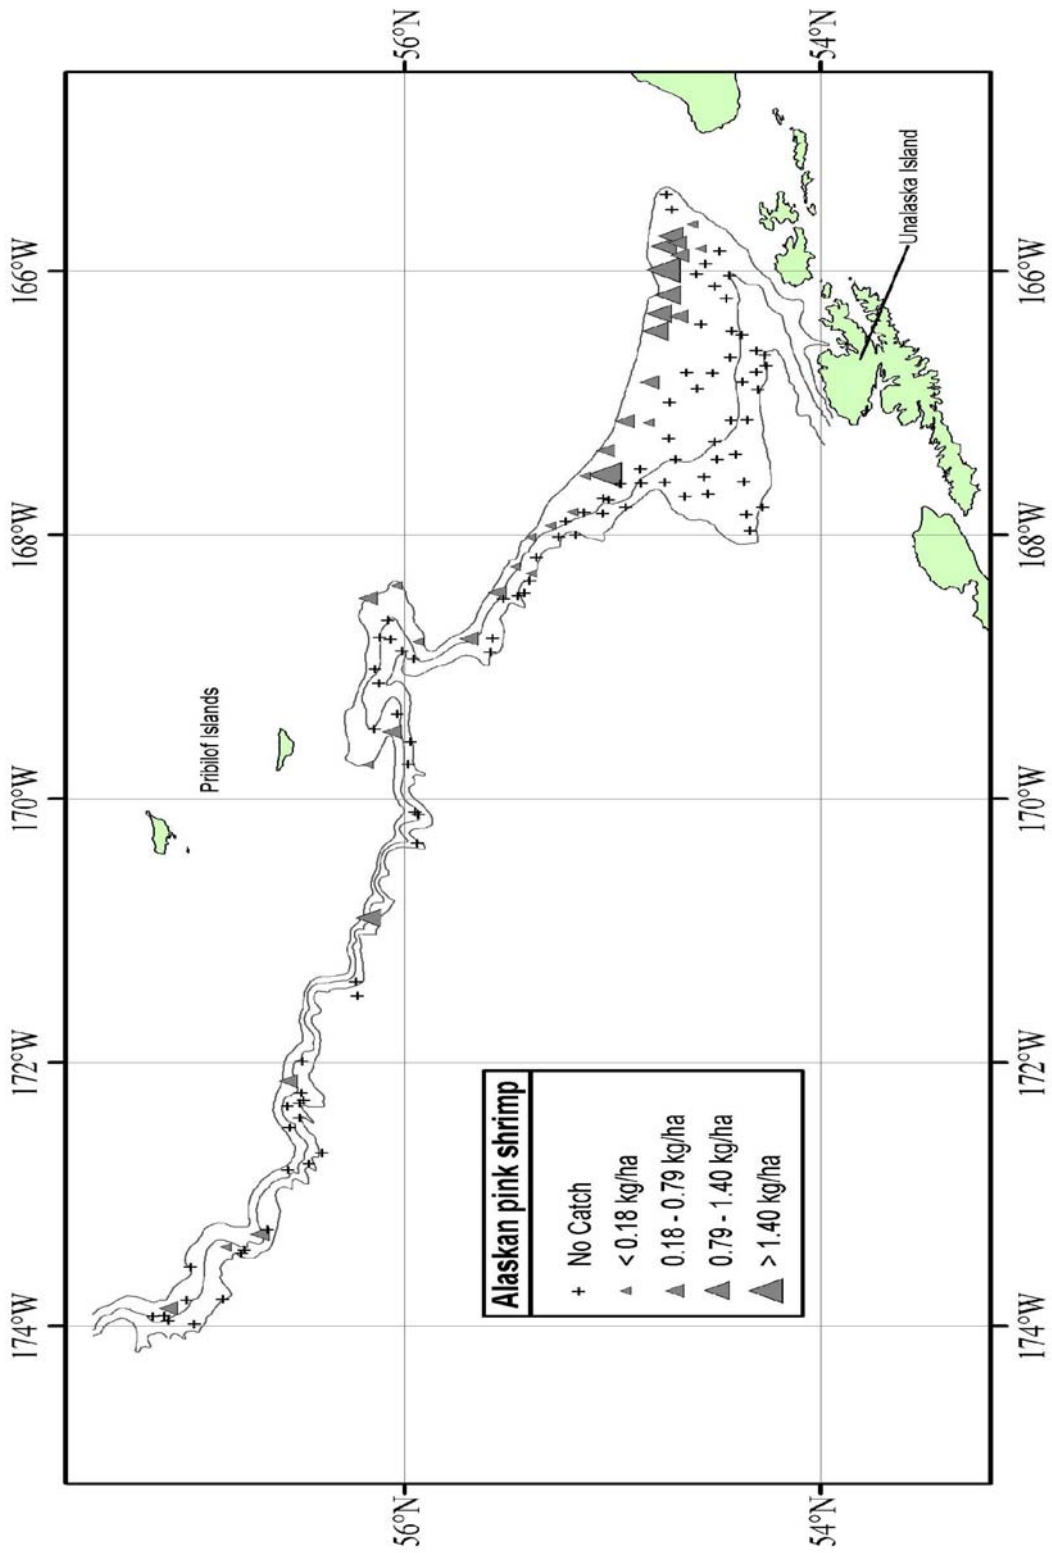 174°W 172°W 170°W 168°W 166°W
56°N 56°N
Pribilof Islands
Alaskan pink shrimp
No Catch
< 0.18 kg/ha
0.18 - 0.79 kg/ha
0.79 - 1.40 kg/ha
> 1.40 kg/ha
54°N 54°N
Unalaska Island
174°W 172°W 170°W 168°W 166°W